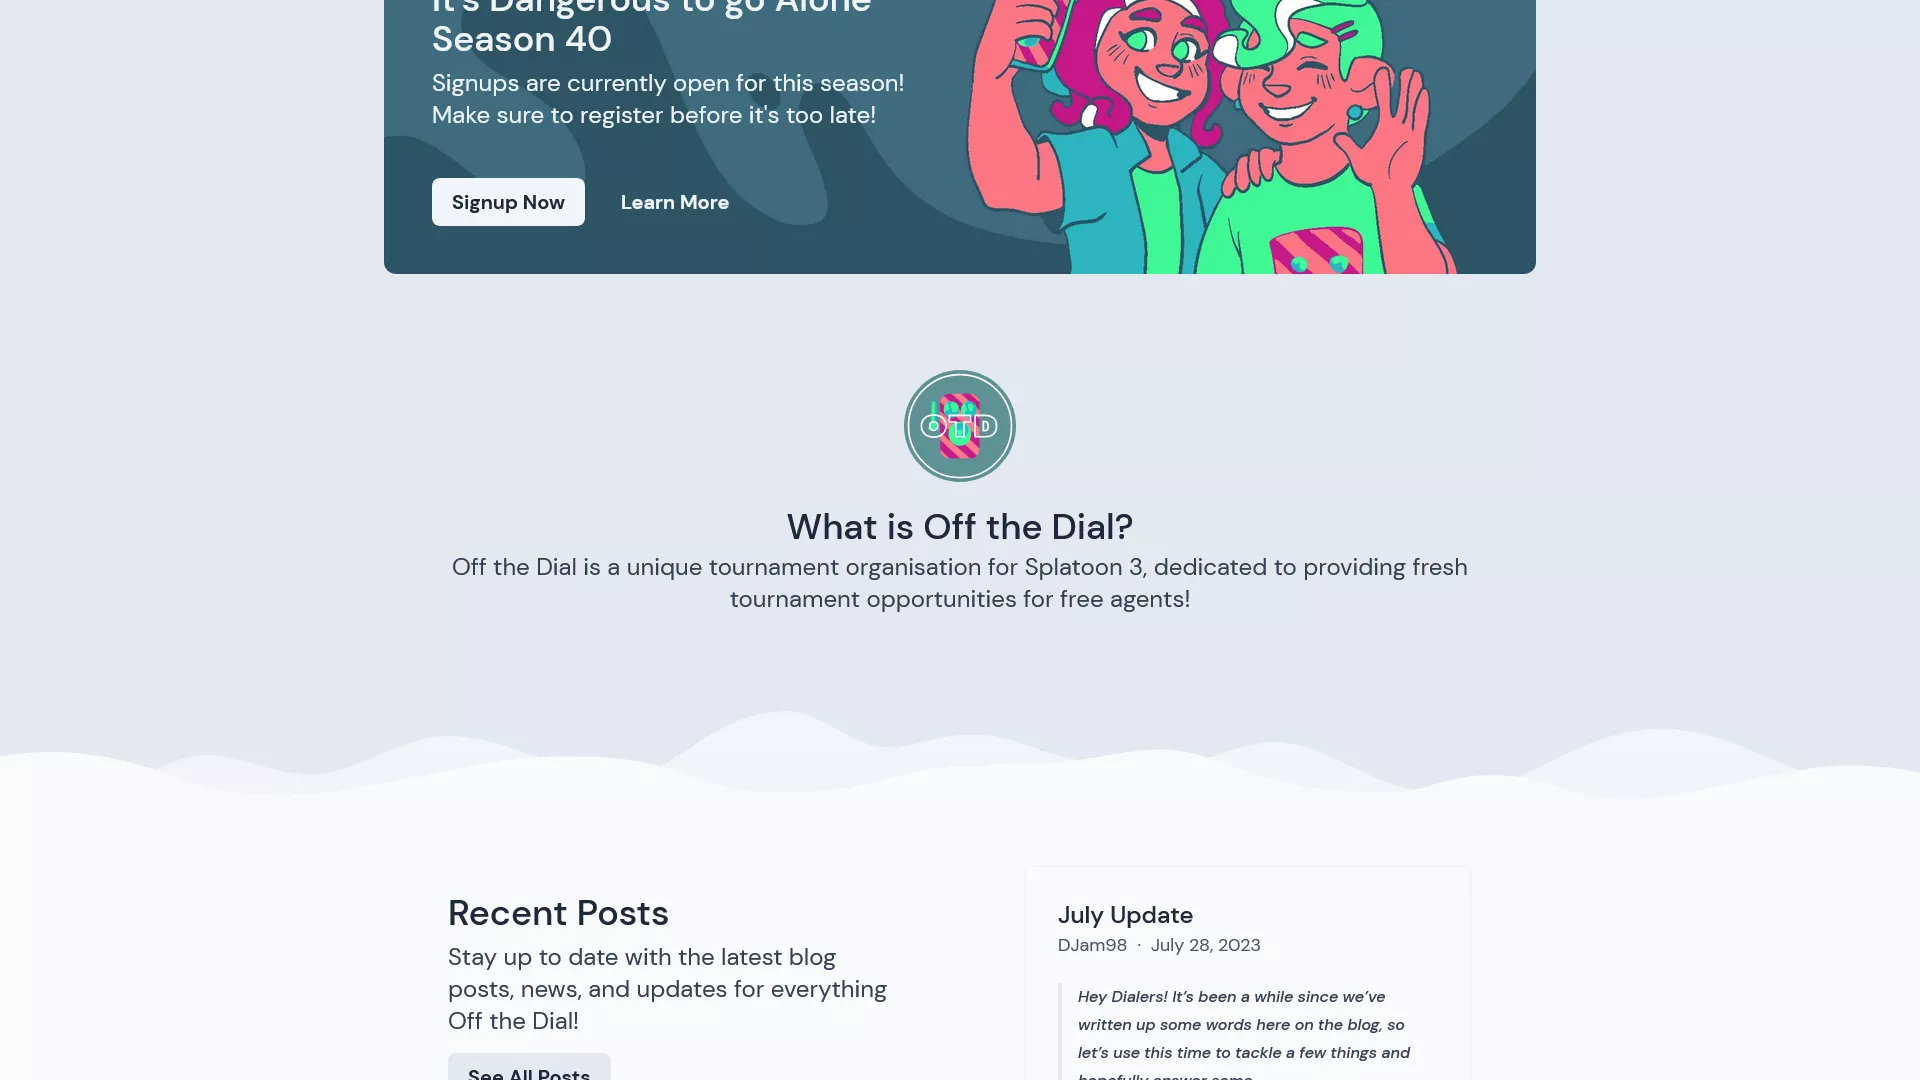 It's Dangerous to go Alone
Season 40
Signups are currently open for this season!
Make sure to register before it's too late!
Signup Now
Learn More
OTD
What is Off the Dial?
Off the Dial is a unique tournament organisation for Splatoon 3, dedicated to providing fresh
tournament opportunities for free agents!
Recent Posts
Stay up to date with the latest blog
posts, news, and updates for everything
Off the Dial!
See All Posts
July Update
DJam98 · July 28, 2023
Hey Dialers! It’s been a while since we’ve
written up some words here on the blog, so
let’s use this time to tackle a few things and
hopefully answer some